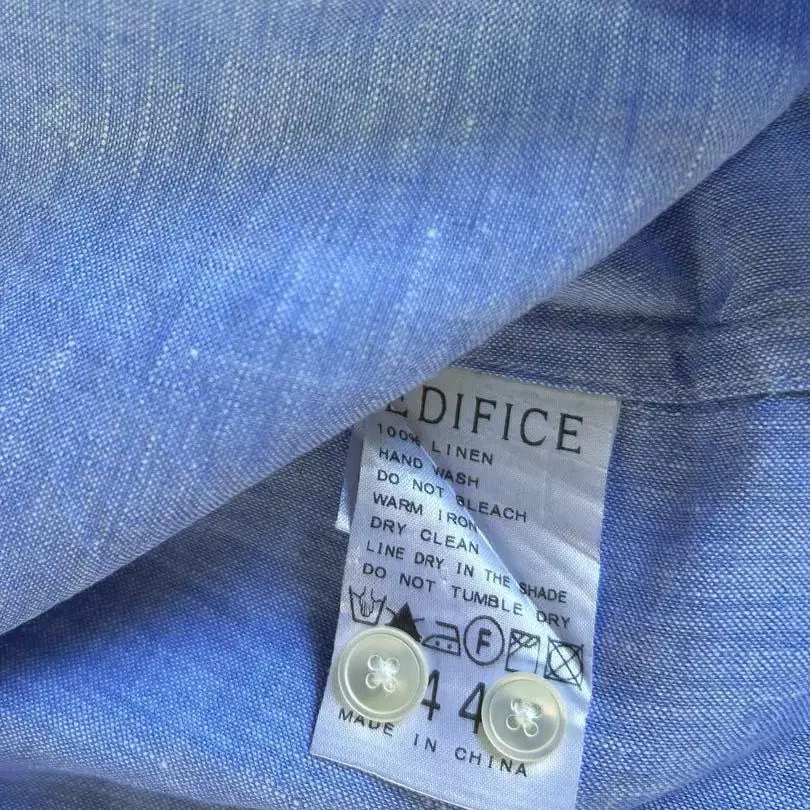 EDIFICE
100% LINEN
HAND WASH
DO NOT BLEACH
WARM IRON
DRY CLEAN
LINE DRY IN THE SHADE
DO NOT TUMBLE DRY
F
44
MADE IN CHINA